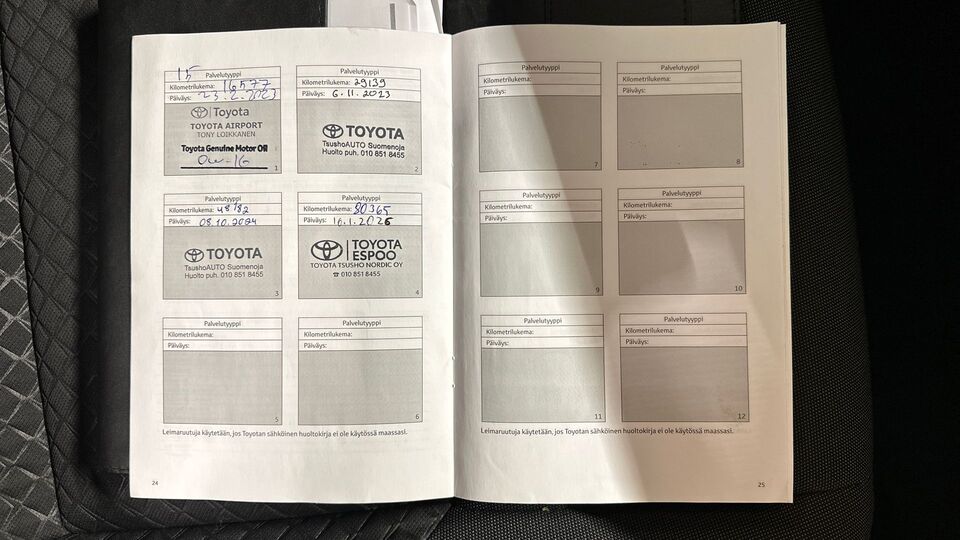 15
Palvelutyyppi
Kilometrilukema: 16577
Päiväys: 23.2.2023
Toyota
TOYOTA AIRPORT
TONY LOIKKANEN
Toyota Genuine Motor Oil
0w-16
1
Palvelutyyppi
Kilometrilukema: 29139
Päiväys: 6.11.2023
TOYOTA
TsushoAUTO Suomenoja
Huolto puh. 010 851 8455
2
Palvelutyyppi
Kilometrilukema: 48182
Päiväys: 08.10.2024
TOYOTA
TsushoAUTO Suomenoja
Huolto puh. 010 851 8455
3
Palvelutyyppi
Kilometrilukema: 90365
Päiväys: 16.1.2026
TOYOTA
ESPOO
TOYOTA TSUSHO NORDIC OY
☎ 010 851 8455
4
Palvelutyyppi
Kilometrilukema:
Päiväys:
5
Palvelutyyppi
Kilometrilukema:
Päiväys:
6
Leimaruutuja käytetään, jos Toyotan sähköinen huoltokirja ei ole käytössä maassasi.
24
Palvelutyyppi
Kilometrilukema:
Päiväys:
7
Palvelutyyppi
Kilometrilukema:
Päiväys:
8
Palvelutyyppi
Kilometrilukema:
Päiväys:
9
Palvelutyyppi
Kilometrilukema:
Päiväys:
10
Palvelutyyppi
Kilometrilukema:
Päiväys:
11
Palvelutyyppi
Kilometrilukema:
Päiväys:
12
Leimaruutuja käytetään, jos Toyotan sähköinen huoltokirja ei ole käytössä maassasi.
25